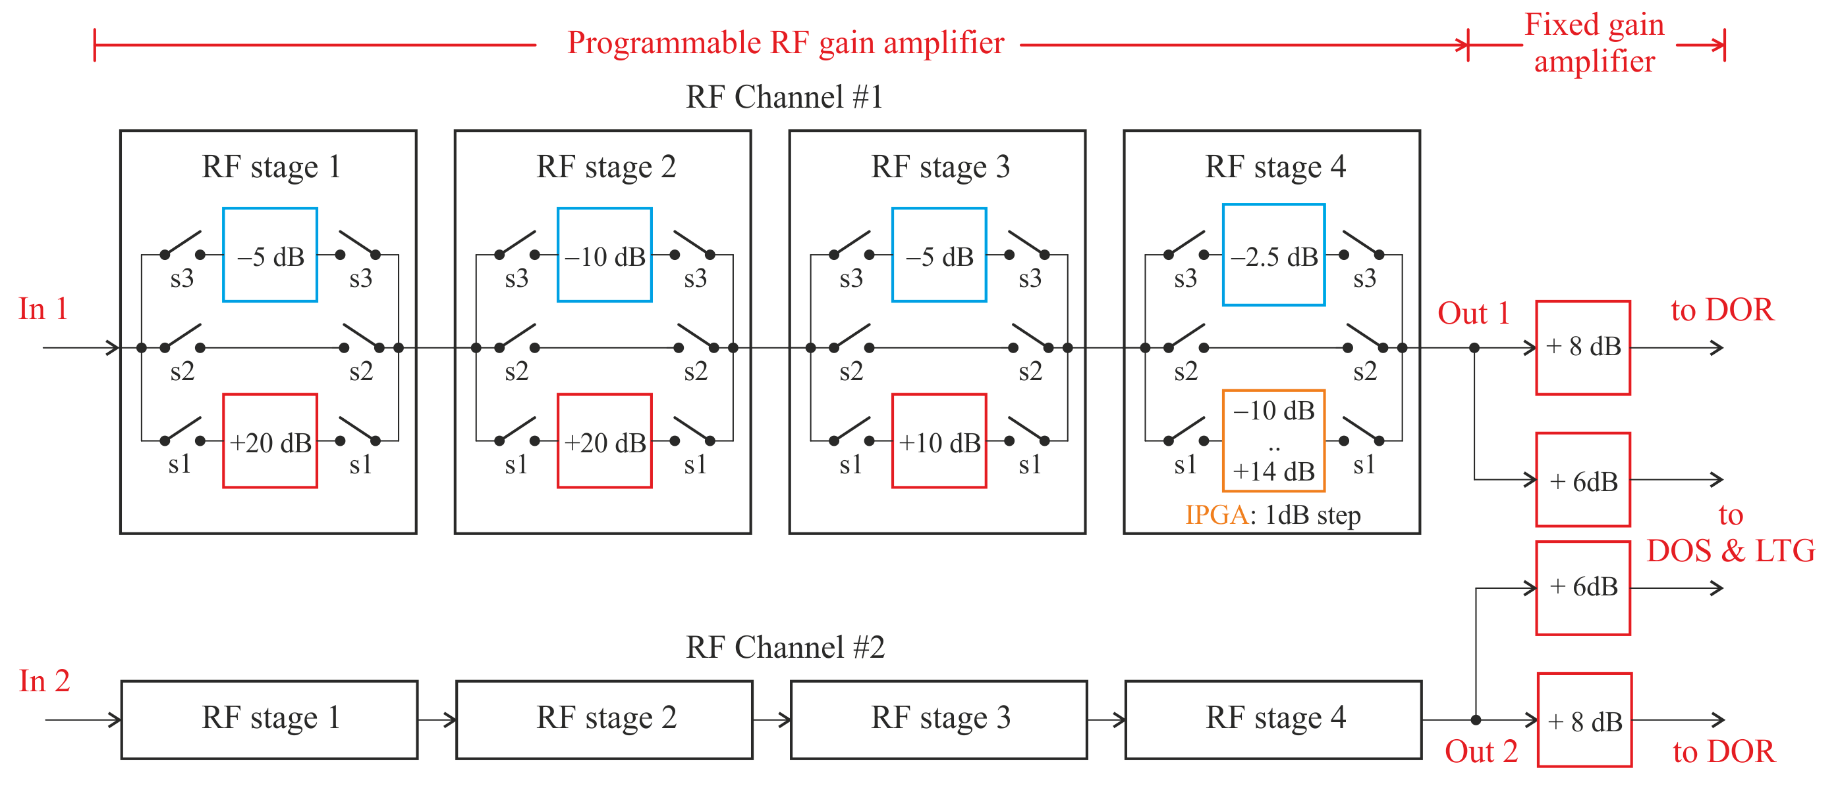 Programmable RF gain amplifier
Fixed gain
amplifier
RF Channel #1
RF stage 1
RF stage 2
RF stage 3
RF stage 4
–5 dB
–10 dB
–5 dB
–2.5 dB
s3
s3
s3
s3
s3
s3
s3
s3
In 1
Out 1
to DOR
+ 8 dB
s2
s2
s2
s2
s2
s2
s2
s2
+20 dB
+20 dB
+10 dB
–10 dB
..
+14 dB
s1
s1
s1
s1
s1
s1
s1
s1
IPGA: 1dB step
+ 6dB
to
DOS & LTG
+ 6dB
RF Channel #2
In 2
RF stage 1
RF stage 2
RF stage 3
RF stage 4
+ 8 dB
Out 2
to DOR